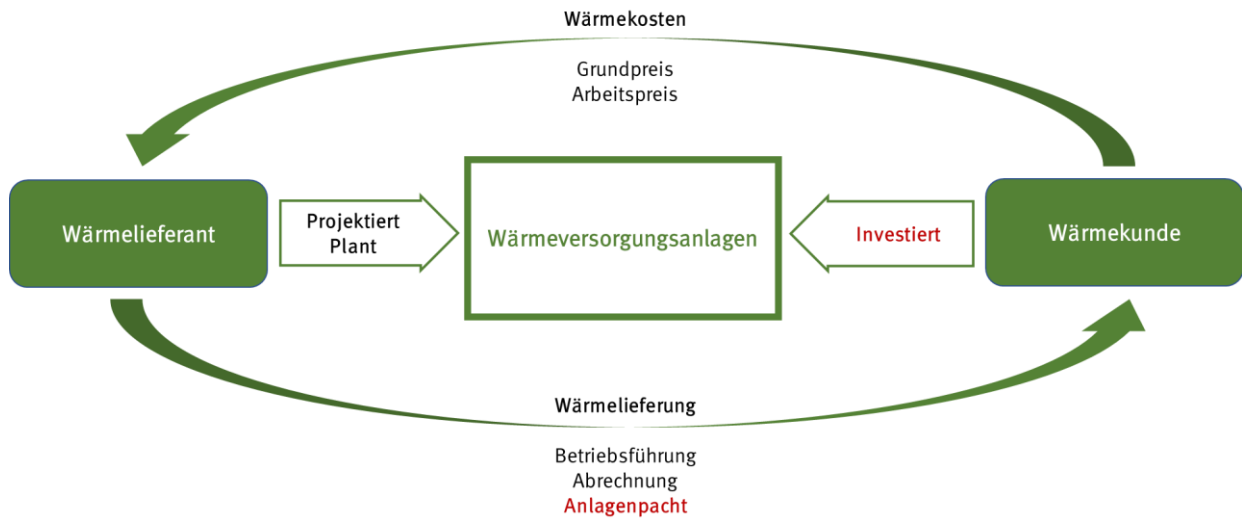 Wärmekosten
Grundpreis
Arbeitspreis
Wärmelieferant
Projektiert
Plant
Wärmeversorgungsanlagen
Investiert
Wärmekunde
Wärmelieferung
Betriebsführung
Abrechnung
Anlagenpacht